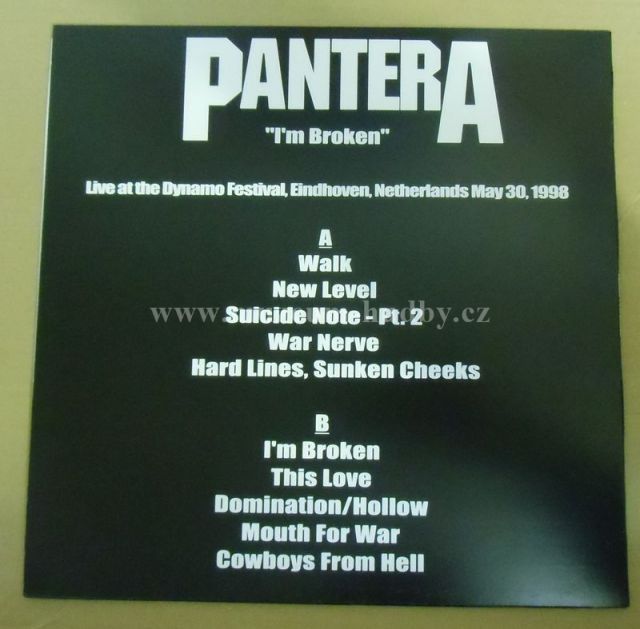 PANTERA
"I'm Broken"
Live at the Dynamo Festival, Eindhoven, Netherlands May 30, 1998
A
Walk
New Level
Suicide Note - Pt. 2
War Nerve
Hard Lines, Sunken Cheeks
B
I'm Broken
This Love
Domination/Hollow
Mouth For War
Cowboys From Hell